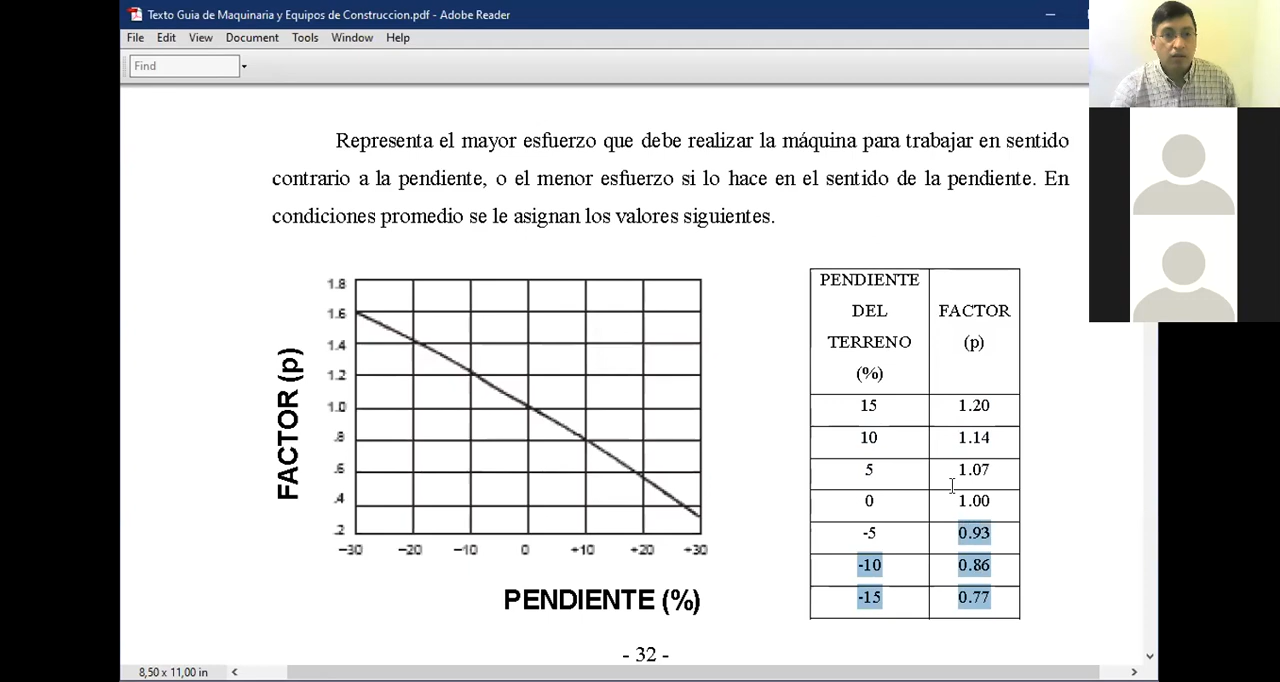 Texto Guia de Maquinaria y Equipos de Construccion.pdf - Adobe Reader
File Edit View Document Tools Window Help
Find
Representa el mayor esfuerzo que debe realizar la máquina para trabajar en sentido
contrario a la pendiente, o el menor esfuerzo si lo hace en el sentido de la pendiente. En
condiciones promedio se le asignan los valores siguientes.
FACTOR (p)
1.8
1.6
1.4
1.2
1.0
.8
.6
.4
.2
-30 -20 -10 0 +10 +20 +30
PENDIENTE (%)
PENDIENTE
DEL
TERRENO
(%)
FACTOR
(p)
15 1.20
10 1.14
5 1.07
0 1.00
-5 0.93
-10 0.86
-15 0.77
- 32 -
8,50 x 11,00 in